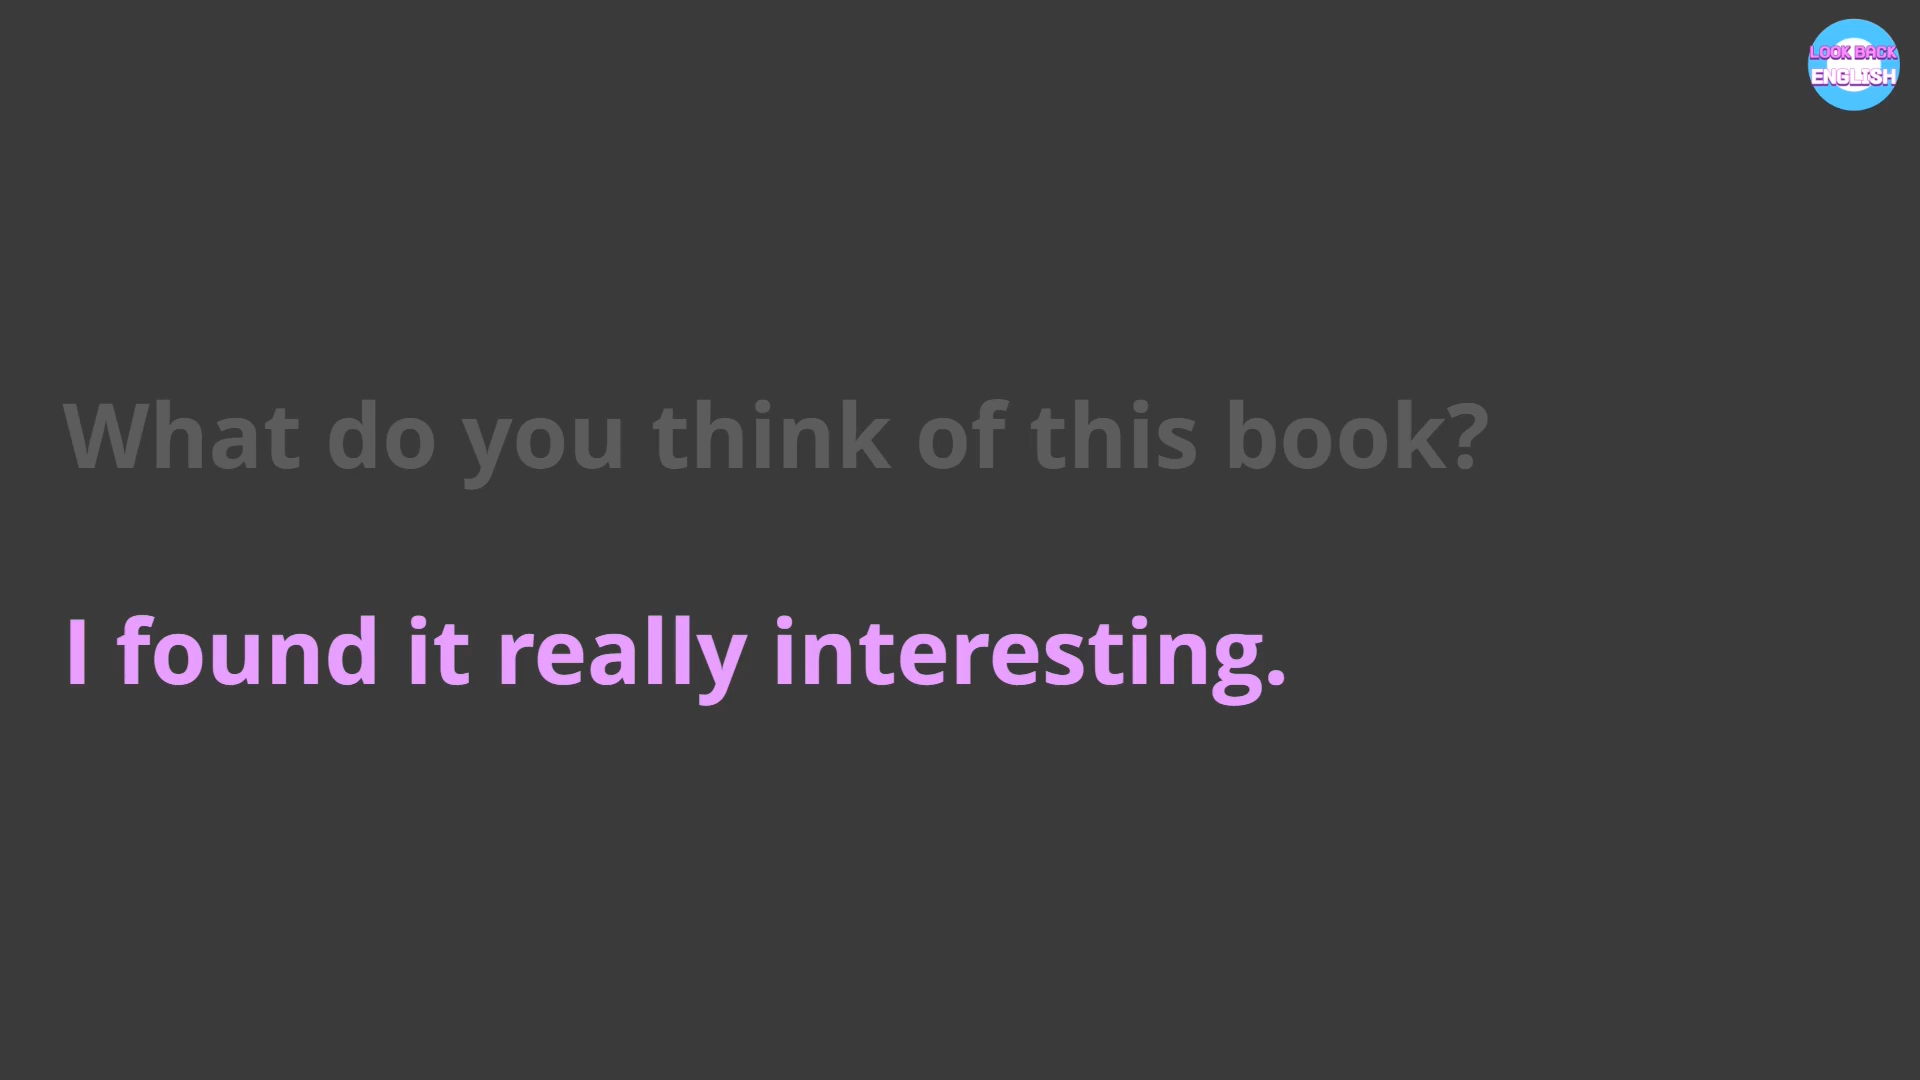 LOOK BACK
ENGLISH
What do you think of this book?
I found it really interesting.